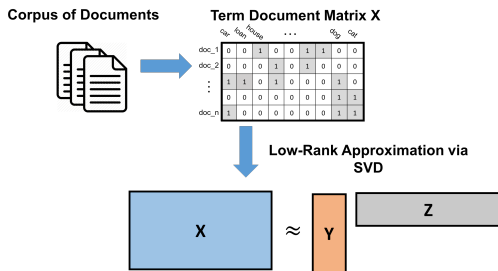 Corpus of Documents
Term Document Matrix X
car loan house ... dog cat
doc_1 0 0 1 0 0 1 1 0 0
doc_2 0 0 0 1 0 1 0 0 0
⋮ 1 1 0 1 0 0 0 1 0
0 0 0 0 0 0 0 1 1
doc_n 1 0 0 0 0 0 0 1 1
Low-Rank Approximation via
SVD
X ≈ Y Z